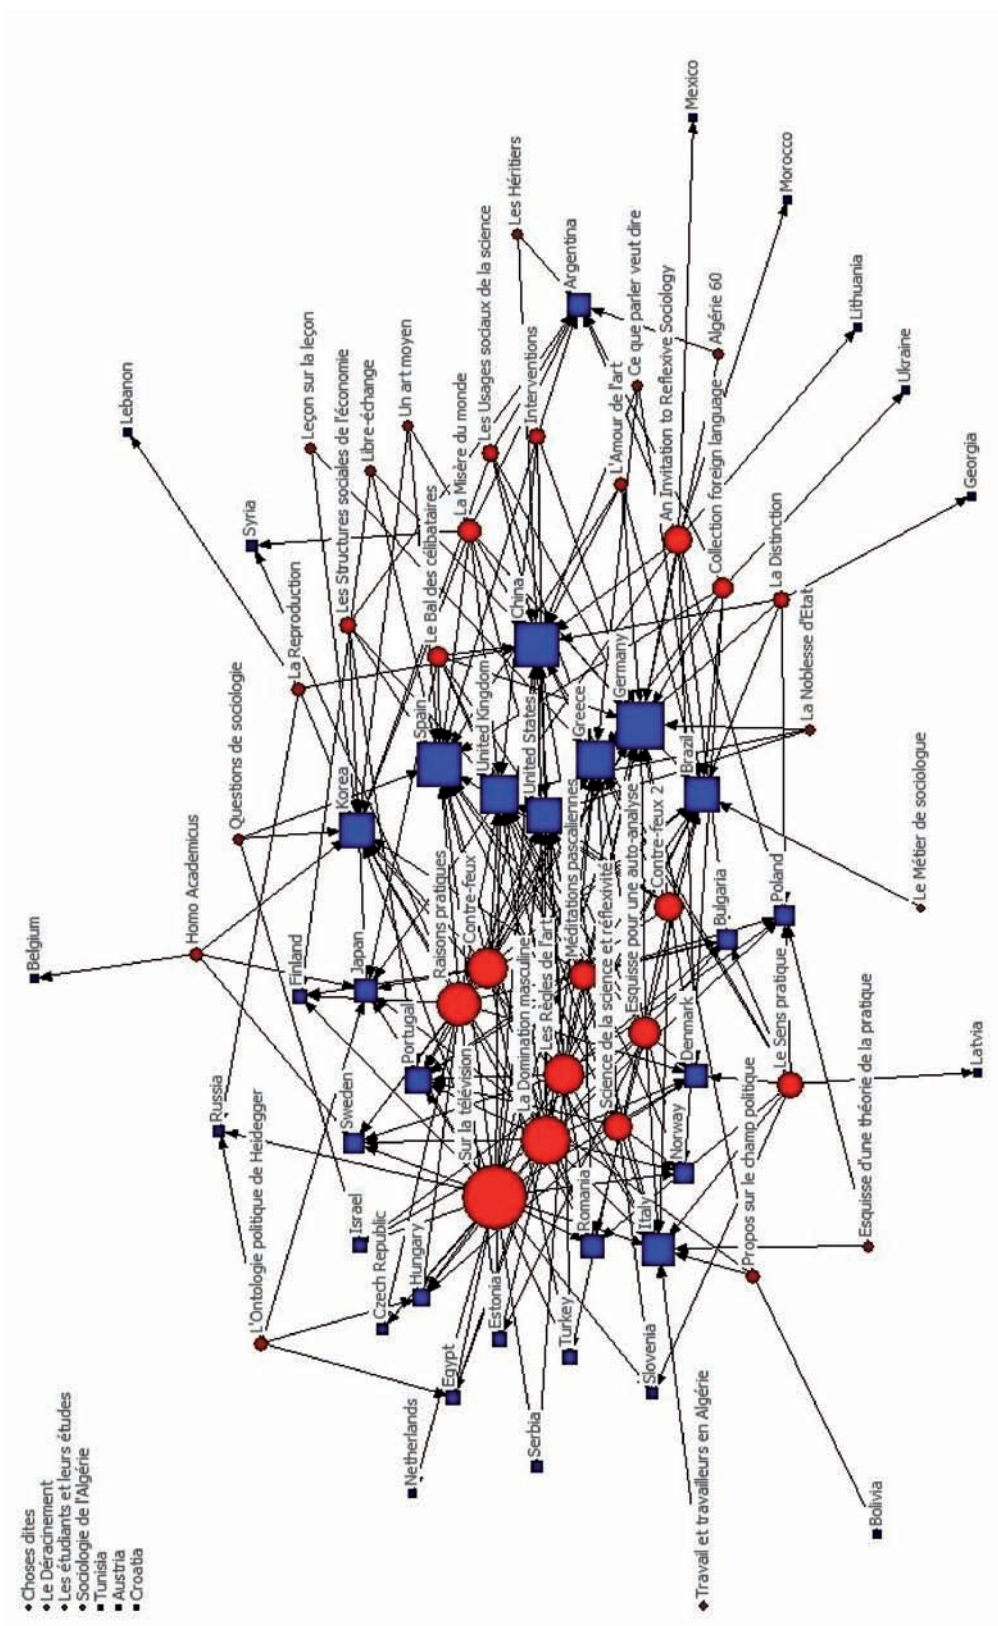 Choses dites
Le Déracinement
Les étudiants et leurs études
Sociologie de l'Algérie
Tunisia
Austria
Croatia
Belgium
Lebanon
Homo Academicus
Questions de sociologie
La Reproduction
Syria
Russia
L'Ontologie politique de Heidegger
Finland
Leçon sur la leçon
Les Structures sociales de l'économie
Libre-échange
Un art moyen
Korea
Japan
Sweden
Israel
Czech Republic
Hungary
Portugal
Raisons pratiques
Contre-feux
Spain
Le Bal des célibataires
La Misère du monde
Les Usages sociaux de la science
Les Héritiers
Netherlands
Egypt
Estonia
Sur la télévision
United Kingdom
China
Interventions
Argentina
Serbia
Turkey
La Domination masculine
Les Règles de l'art
United States
Méditations pascaliennes
Greece
Romania
Science de la science et réflexivité
Germany
L'Amour de l'art
Ce que parler veut dire
Slovenia
Italy
Esquisse pour une auto-analyse
Contre-feux 2
An Invitation to Reflexive Sociology
Mexico
Norway
Denmark
Brazil
Travail et travailleurs en Algérie
Bulgaria
Collection foreign language
Algérie 60
Propos sur le champ politique
Le Sens pratique
Poland
La Distinction
Morocco
La Noblesse d'Etat
Lithuania
Bolivia
Esquisse d'une théorie de la pratique
Le Métier de sociologue
Ukraine
Latvia
Georgia